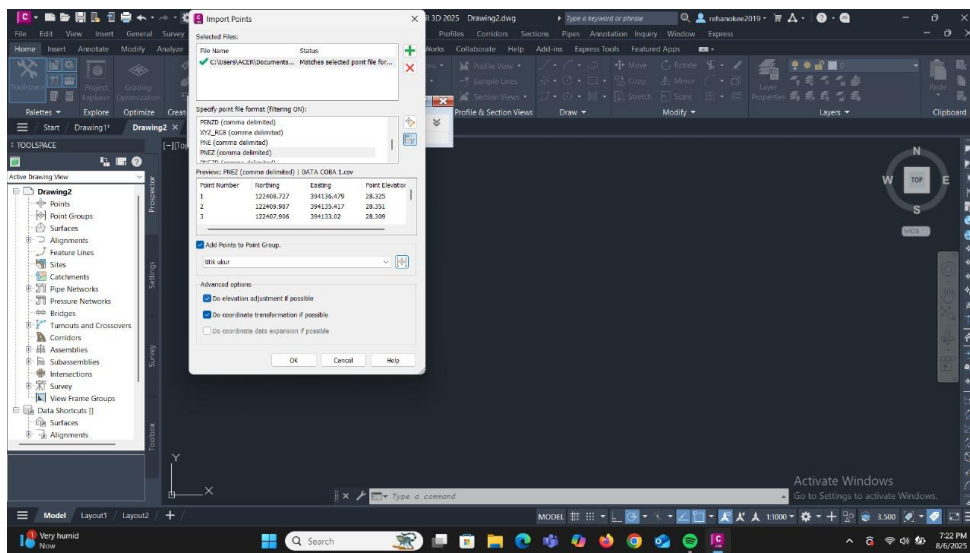 Import Points
Civil 3D 2025 Drawing2.dwg
Type a keyword or phrase
rehanokee2019
File Edit View Insert General Survey
Profiles Corridors Sections Pipes Annotation Inquiry Window Express
Home Insert Annotate Modify Analyze
Collaborate Help Add-ins Express Tools Featured Apps
Toolspace
Project Explorer
Grading Optimization
Profile View
Sample Lines
Section Views
Move
Rotate
Copy
Mirror
Stretch
Scale
Layer Properties
Paste
Palettes Explore Optimize
Profile & Section Views Draw Modify Layers Clipboard
Start Drawing1* Drawing2
TOOLSPACE
Active Drawing View
Drawing2
Points
Point Groups
Surfaces
Alignments
Feature Lines
Sites
Catchments
Pipe Networks
Pressure Networks
Bridges
Turnouts and Crossovers
Corridors
Assemblies
Subassemblies
Intersections
Survey
View Frame Groups
Data Shortcuts []
Surfaces
Alignments
Prospector
Settings
Survey
Toolbox
Selected Files:
File Name Status
C:\Users\ACER\Documents... Matches selected point file for...
Specify point file format (filtering ON):
PENZD (comma delimited)
XYZ_RGB (comma delimited)
PNE (comma delimited)
PNEZ (comma delimited)
Preview: PNEZ (comma delimited) | DATA COBA 1.csv
Point Number Northing Easting Point Elevation
1 122408.727 394136.479 28.325
2 122409.987 394135.417 28.351
3 122407.906 394133.02 28.309
Add Points to Point Group.
titik ukur
Advanced options
Do elevation adjustment if possible
Do coordinate transformation if possible
Do coordinate data expansion if possible
OK Cancel Help
N
W TOP E
S
WCS
Y
X
Type a command
Activate Windows
Go to Settings to activate Windows.
Model Layout1 Layout2 +
MODEL 1:1000 3.500
Very humid
Now
Search
7:22 PM
8/6/2025